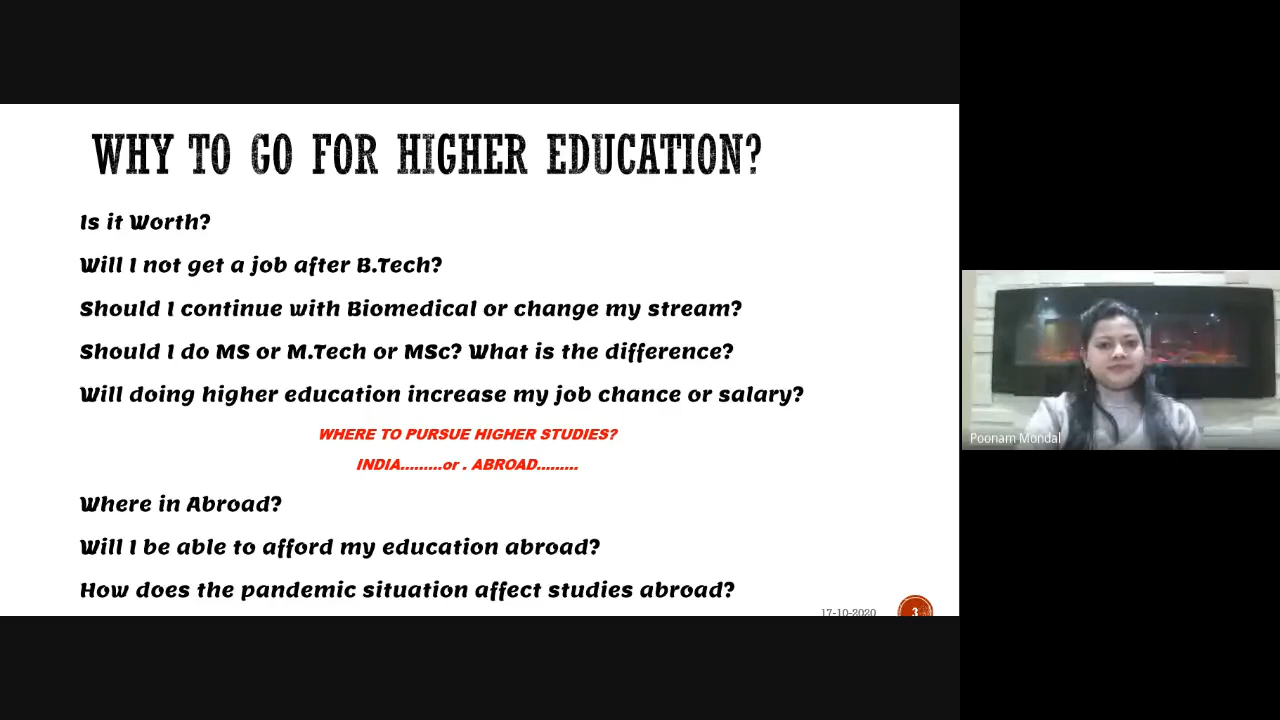 WHY TO GO FOR HIGHER EDUCATION?
Is it Worth?
Will I not get a job after B.Tech?
Should I continue with Biomedical or change my stream?
Should I do MS or M.Tech or MSc? What is the difference?
Will doing higher education increase my job chance or salary?
WHERE TO PURSUE HIGHER STUDIES?
INDIA.........or . ABROAD.........
Where in Abroad?
Will I be able to afford my education abroad?
How does the pandemic situation affect studies abroad?
17-10-2020
3
Poonam Mondal